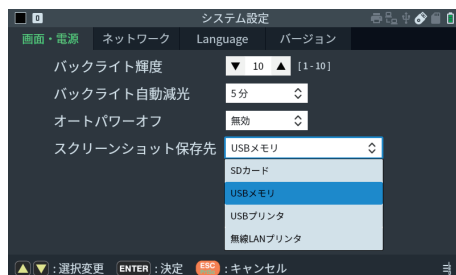 0 システム設定
画面・電源 ネットワーク Language バージョン
バックライト輝度 ▼ 10 ▲ [1-10]
バックライト自動減光 5分
オートパワーオフ 無効
スクリーンショット保存先 USBメモリ
SDカード
USBメモリ
USBプリンタ
無線LANプリンタ
▲▼:選択変更 ENTER:決定 ESC:キャンセル